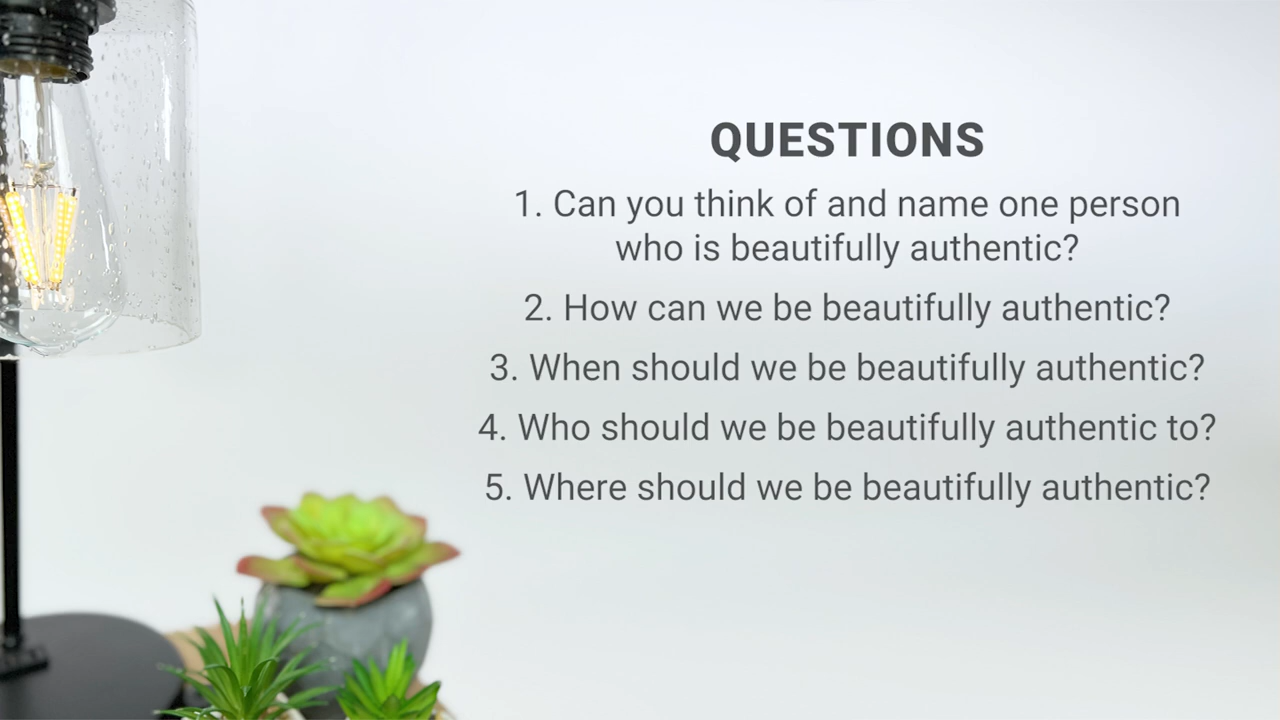 QUESTIONS
1. Can you think of and name one person
who is beautifully authentic?
2. How can we be beautifully authentic?
3. When should we be beautifully authentic?
4. Who should we be beautifully authentic to?
5. Where should we be beautifully authentic?